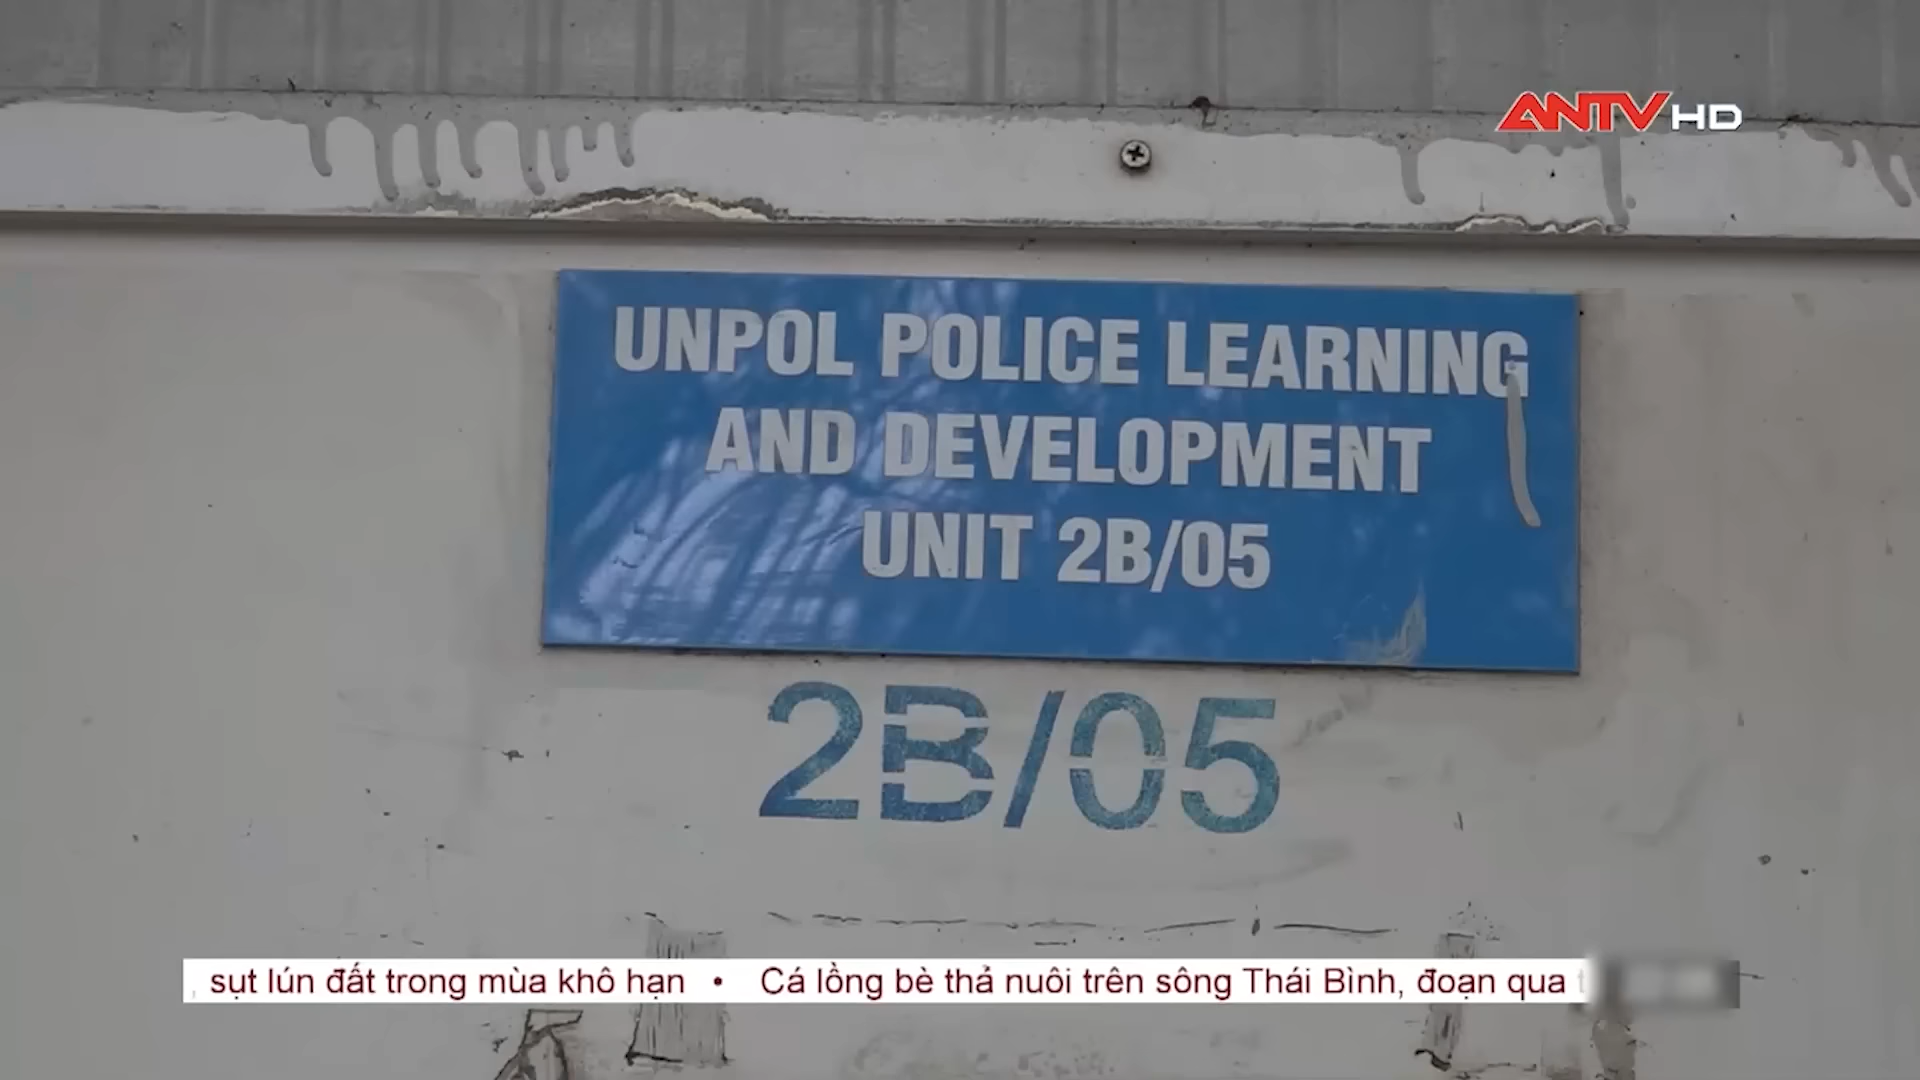 ANTV HD
UNPOL POLICE LEARNING
AND DEVELOPMENT
UNIT 2B/05
2B/05
sụt lún đất trong mùa khô hạn • Cá lồng bè thả nuôi trên sông Thái Bình, đoạn qua